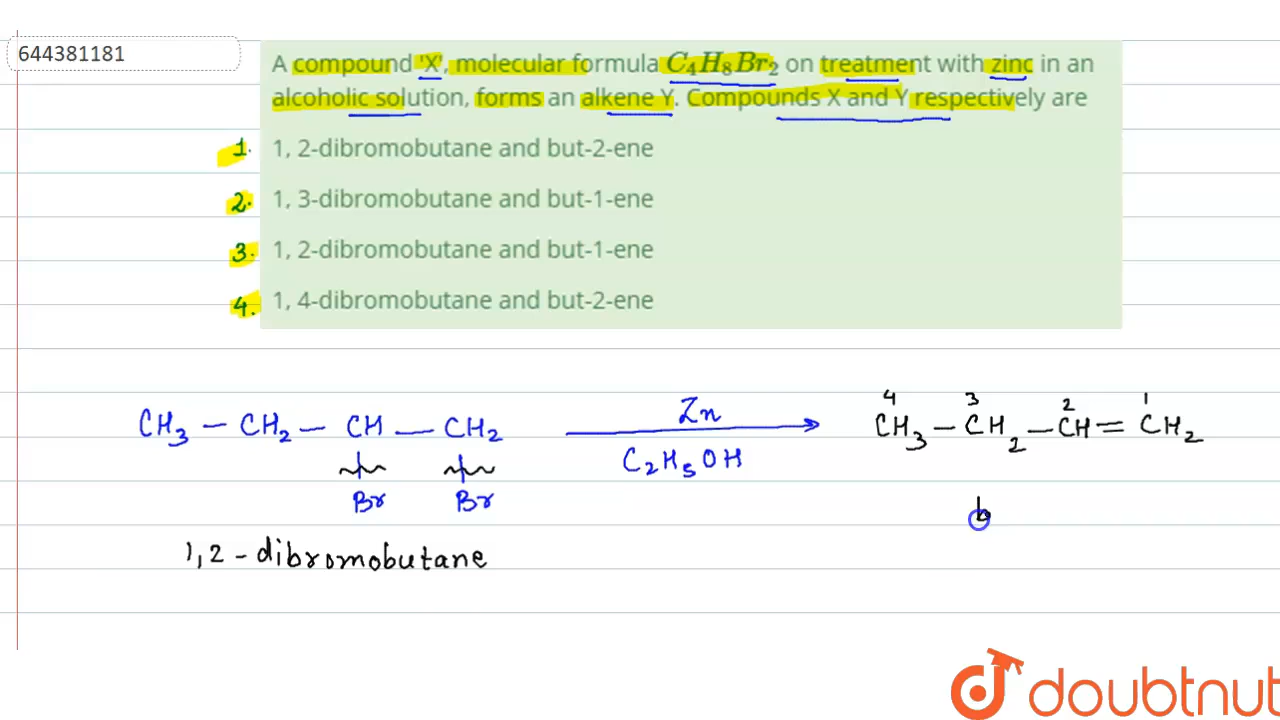 644381181
A compound 'X', molecular formula C₄H₈Br₂ on treatment with zinc in an
alcoholic solution, forms an alkene Y. Compounds X and Y respectively are
1. 1, 2-dibromobutane and but-2-ene
2. 1, 3-dibromobutane and but-1-ene
3. 1, 2-dibromobutane and but-1-ene
4. 1, 4-dibromobutane and but-2-ene
4 3 2 1
CH₃ — CH₂ — CH — CH₂ Zn CH₃ — CH₂ — CH = CH₂
C₂H₅OH
Br Br b
1,2 - dibromobutane
doubtnut